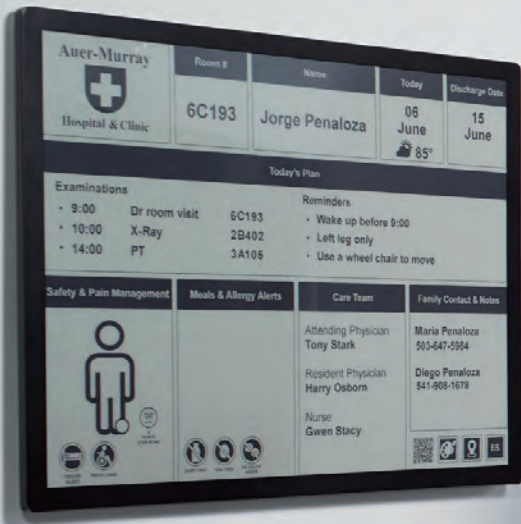 Auer-Murray
Hospital & Clinic
Room #
6C193
Name
Jorge Penaloza
Today
06
June
85°
Discharge Date
15
June
Today's Plan
Examinations
· 9:00 Dr room visit 6C193
· 10:00 X-Ray 2B402
· 14:00 PT 3A105
Reminders
· Wake up before 9:00
· Left leg only
· Use a wheel chair to move
Safety & Pain Management
Meals & Allergy Alerts
Care Team
Attending Physician
Tony Stark
Resident Physician
Harry Osborn
Nurse
Gwen Stacy
Family Contact & Notes
Maria Penaloza
503-647-5984
Diego Penaloza
541-908-1678
ES